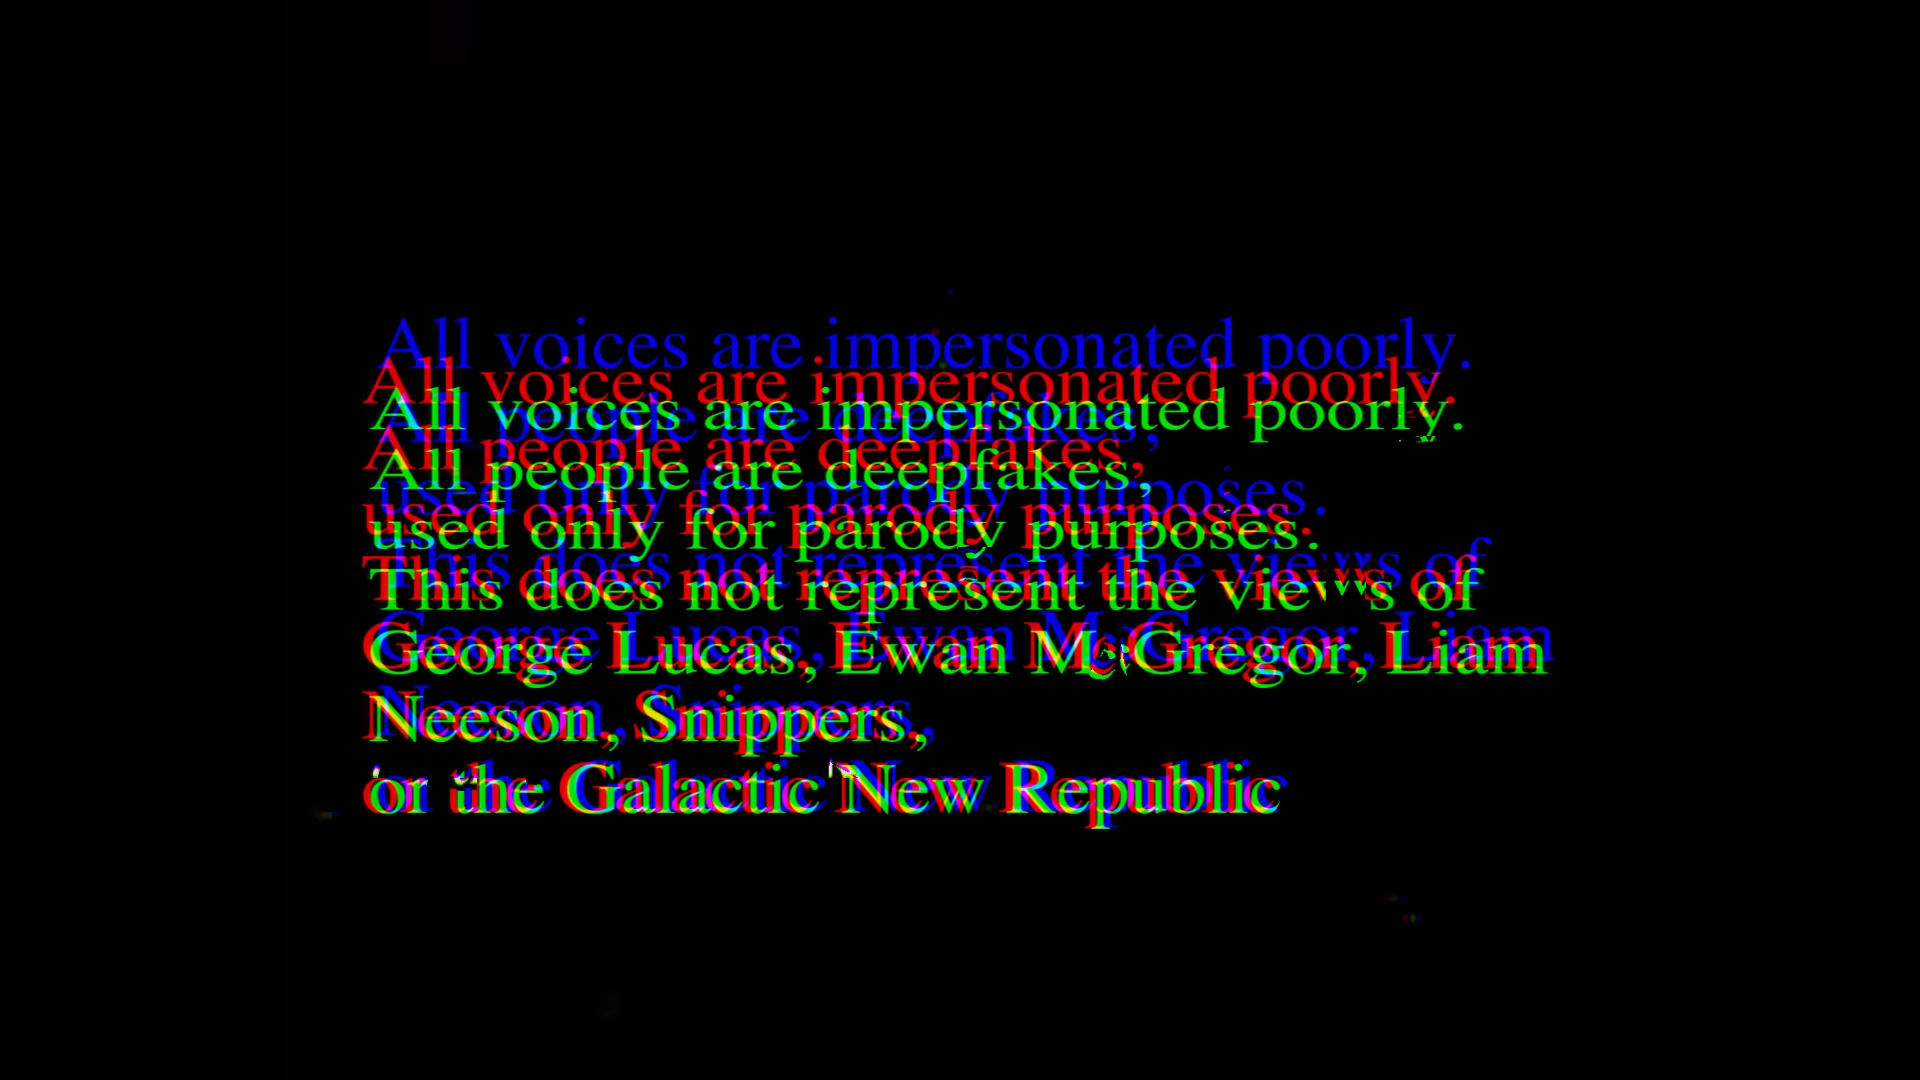 All voices are impersonated poorly.
All people are deepfakes,
used only for parody purposes.
This does not represent the views of
George Lucas, Ewan McGregor, Liam
Neeson, Snippers,
or the Galactic New Republic